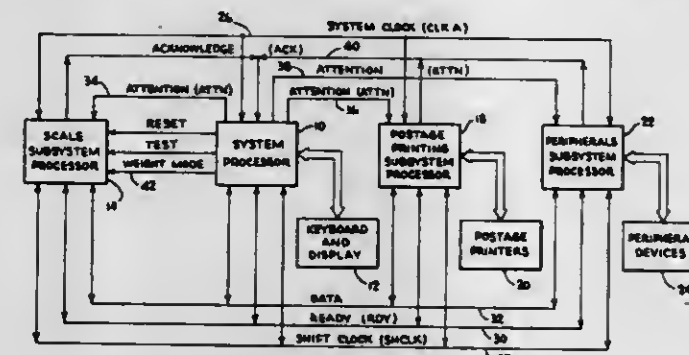 26
SYSTEM CLOCK (CLKA)
ACKNOWLEDGE (ACK) 40
34
38 ATTENTION (ATTN)
ATTENTION (ATTN)
ATTENTION (ATTN)
36
RESET
TEST
WEIGHT MODE
42
SCALE
SUBSYSTEM
PROCESSOR
14
SYSTEM
PROCESSOR
10
POSTAGE
PRINTING
SUBSYSTEM
PROCESSOR
18
PERIPHERALS
SUBSYSTEM
PROCESSOR
22
KEYBOARD
AND
DISPLAY
12
POSTAGE
PRINTERS
20
PERIPHERAL
DEVICES
DATA
32
READY (RDY)
30
SHIFT CLOCK (SHCLK)